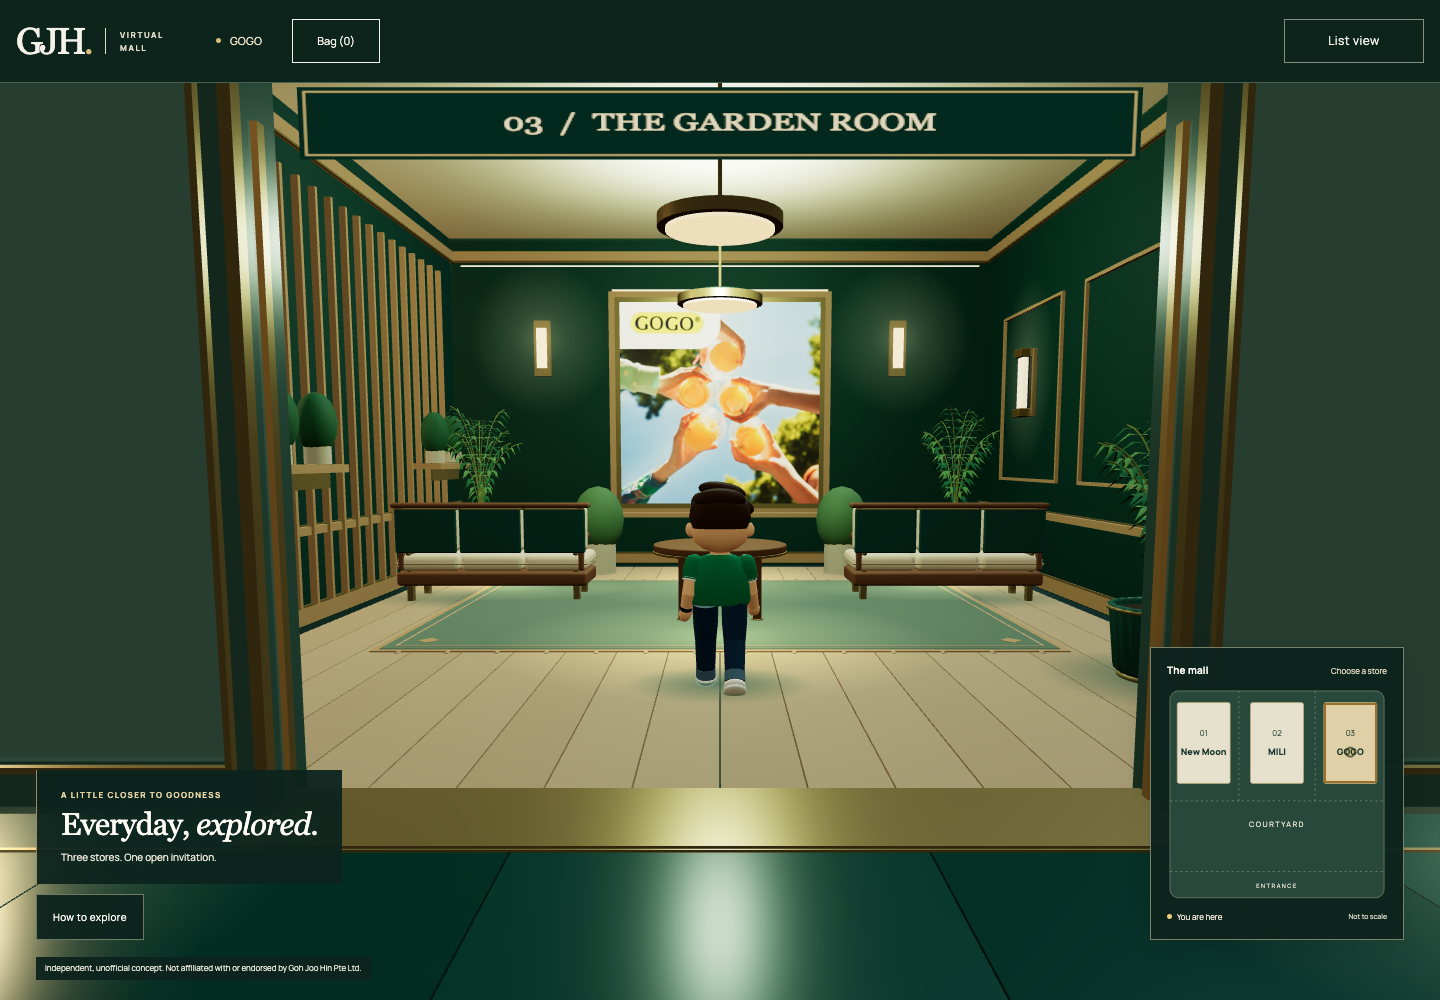 GJH.
VIRTUAL
MALL
GOGO
Bag (0)
List view
03 / THE GARDEN ROOM
GOGO®
A LITTLE CLOSER TO GOODNESS
Everyday, explored.
Three stores. One open invitation.
How to explore
Independent, unofficial concept. Not affiliated with or endorsed by Goh Joo Hin Pte Ltd.
The mall
Choose a store
01
New Moon
02
MILI
03
GOGO
COURTYARD
ENTRANCE
You are here
Not to scale